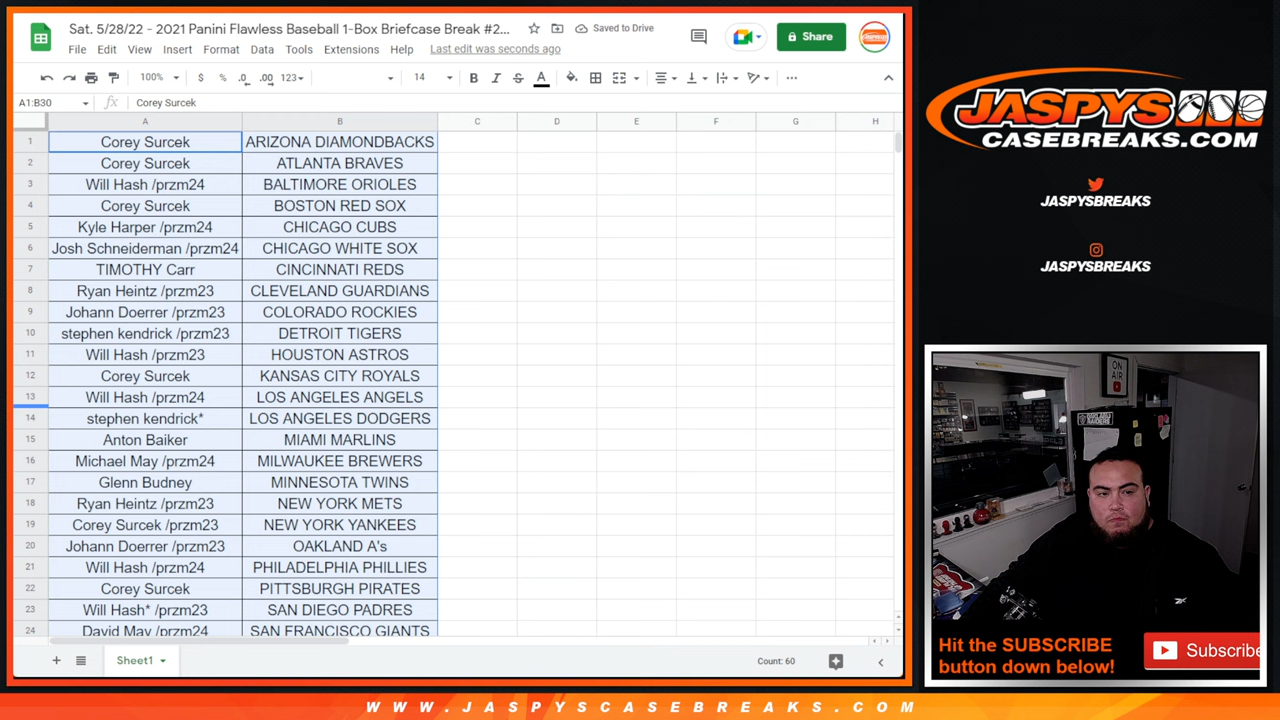 Sat. 5/28/22 - 2021 Panini Flawless Baseball 1-Box Briefcase Break #2...
Saved to Drive
File Edit View Insert Format Data Tools Extensions Help Last edit was seconds ago
Share
100% $ % .0 .00 123 14 B I S A
A1:B30 fx Corey Surcek
A B C D E F G H
1 Corey Surcek ARIZONA DIAMONDBACKS
2 Corey Surcek ATLANTA BRAVES
3 Will Hash /przm24 BALTIMORE ORIOLES
4 Corey Surcek BOSTON RED SOX
5 Kyle Harper /przm24 CHICAGO CUBS
6 Josh Schneiderman /przm24 CHICAGO WHITE SOX
7 TIMOTHY Carr CINCINNATI REDS
8 Ryan Heintz /przm23 CLEVELAND GUARDIANS
9 Johann Doerrer /przm23 COLORADO ROCKIES
10 stephen kendrick /przm23 DETROIT TIGERS
11 Will Hash /przm23 HOUSTON ASTROS
12 Corey Surcek KANSAS CITY ROYALS
13 Will Hash /przm24 LOS ANGELES ANGELS
14 stephen kendrick* LOS ANGELES DODGERS
15 Anton Baiker MIAMI MARLINS
16 Michael May /przm24 MILWAUKEE BREWERS
17 Glenn Budney MINNESOTA TWINS
18 Ryan Heintz /przm23 NEW YORK METS
19 Corey Surcek /przm23 NEW YORK YANKEES
20 Johann Doerrer /przm23 OAKLAND A's
21 Will Hash /przm24 PHILADELPHIA PHILLIES
22 Corey Surcek PITTSBURGH PIRATES
23 Will Hash* /przm23 SAN DIEGO PADRES
24 David May /przm24 SAN FRANCISCO GIANTS
Sheet1
Count: 60
JASPYS
CASEBREAKS.COM
JASPYSBREAKS
JASPYSBREAKS
ON AIR
Hit the SUBSCRIBE
button down below!
Subscribe
WWW.JASPYSCASEBREAKS.COM